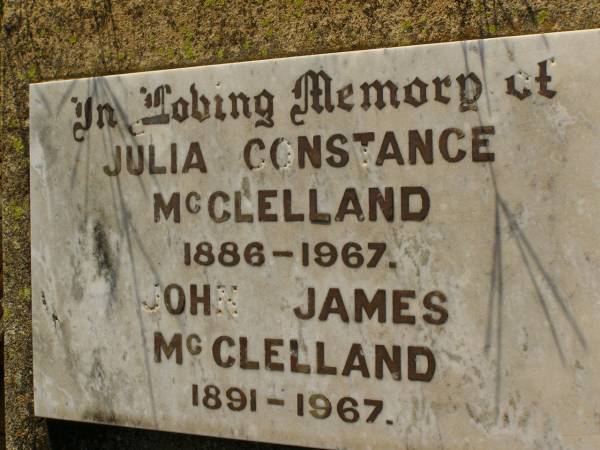 In Loving Memory of
JULIA CONSTANCE
McCLELLAND
1886-1967.
JOHN JAMES
McCLELLAND
1891-1967.